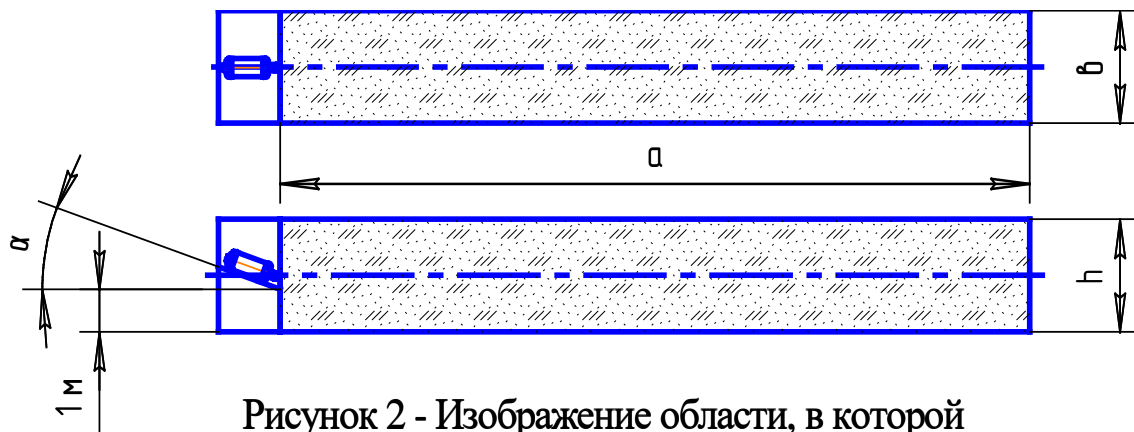 в
а
α
h
1 м
Рисунок 2 - Изображение области, в которой